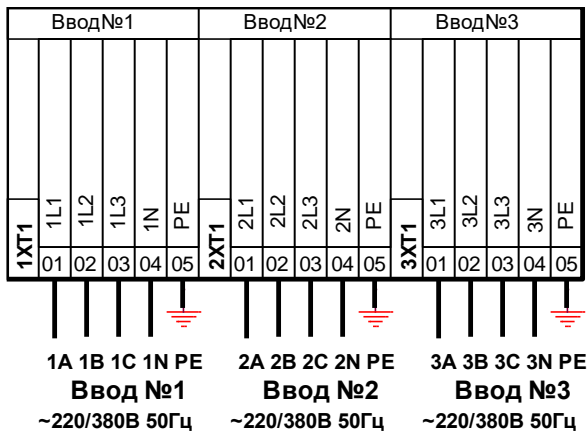 Ввод№1 Ввод№2 Ввод№3
1XT1 1L1 1L2 1L3 1N PE 2XT1 2L1 2L2 2L3 2N PE 3XT1 3L1 3L2 3L3 3N PE
01 02 03 04 05 01 02 03 04 05 01 02 03 04 05
1A 1B 1C 1N PE 2A 2B 2C 2N PE 3A 3B 3C 3N PE
Ввод №1 Ввод №2 Ввод №3
~220/380В 50Гц ~220/380В 50Гц ~220/380В 50Гц